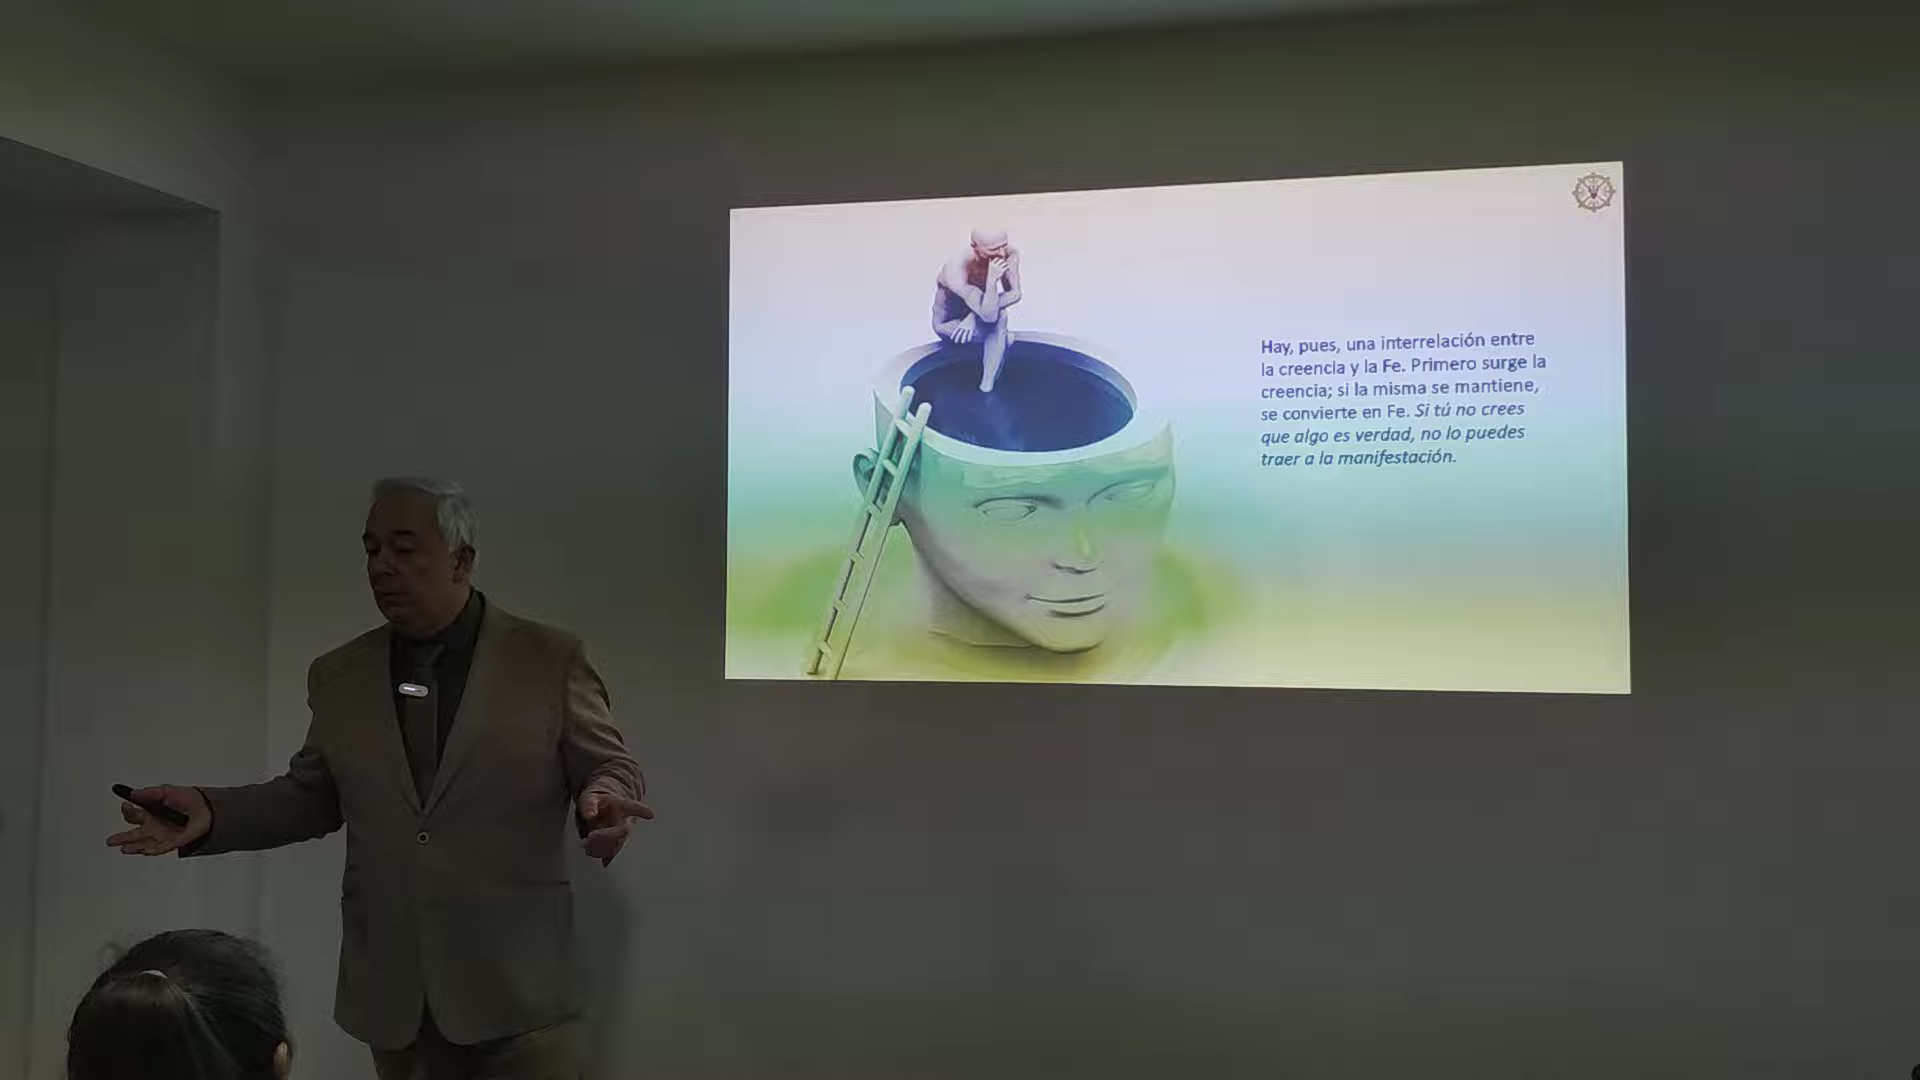 Hay, pues, una interrelación entre
la creencia y la Fe. Primero surge la
creencia; si la misma se mantiene,
se convierte en Fe. Si tú no crees
que algo es verdad, no lo puedes
traer a la manifestación.